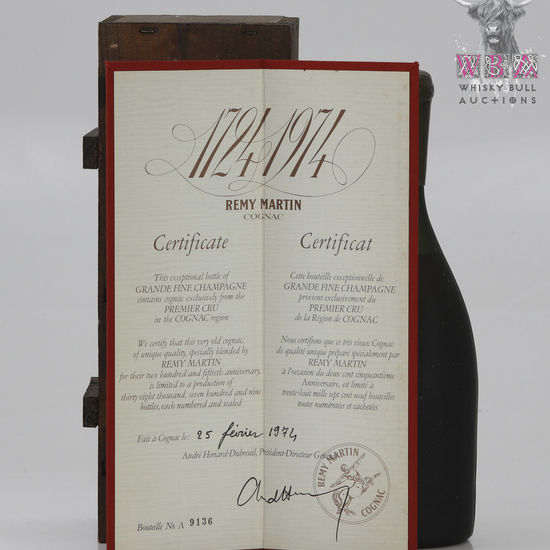 WBA
WHISKY BULL
AUCTIONS
1724 1974
REMY MARTIN
COGNAC
Certificate
This exceptional bottle of
GRANDE FINE CHAMPAGNE
contains cognac exclusively from the
PREMIER CRU
in the COGNAC region
We certify that this very old cognac,
of unique quality, specially blended by
REMY MARTIN
for their two hundred and fiftieth anniversary,
is limited to a production of
thirty-eight thousand, seven hundred and nine
bottles, each numbered and sealed
Certificat
Cette bouteille exceptionnelle de
GRANDE FINE CHAMPAGNE
provient exclusivement du
PREMIER CRU
de la Région de COGNAC
Nous certifions que ce très vieux Cognac
de qualité unique préparé spécialement par
REMY MARTIN
à l'occasion du deux cent cinquantième
Anniversaire, est limité à
trente-huit mille sept cent neuf bouteilles
toutes numérotées et cachetées
Fait à Cognac le: 25 février 1974
André Heriard-Dubreuil, Président-Directeur Général
REMY MARTIN
COGNAC
Bouteille No A 9136